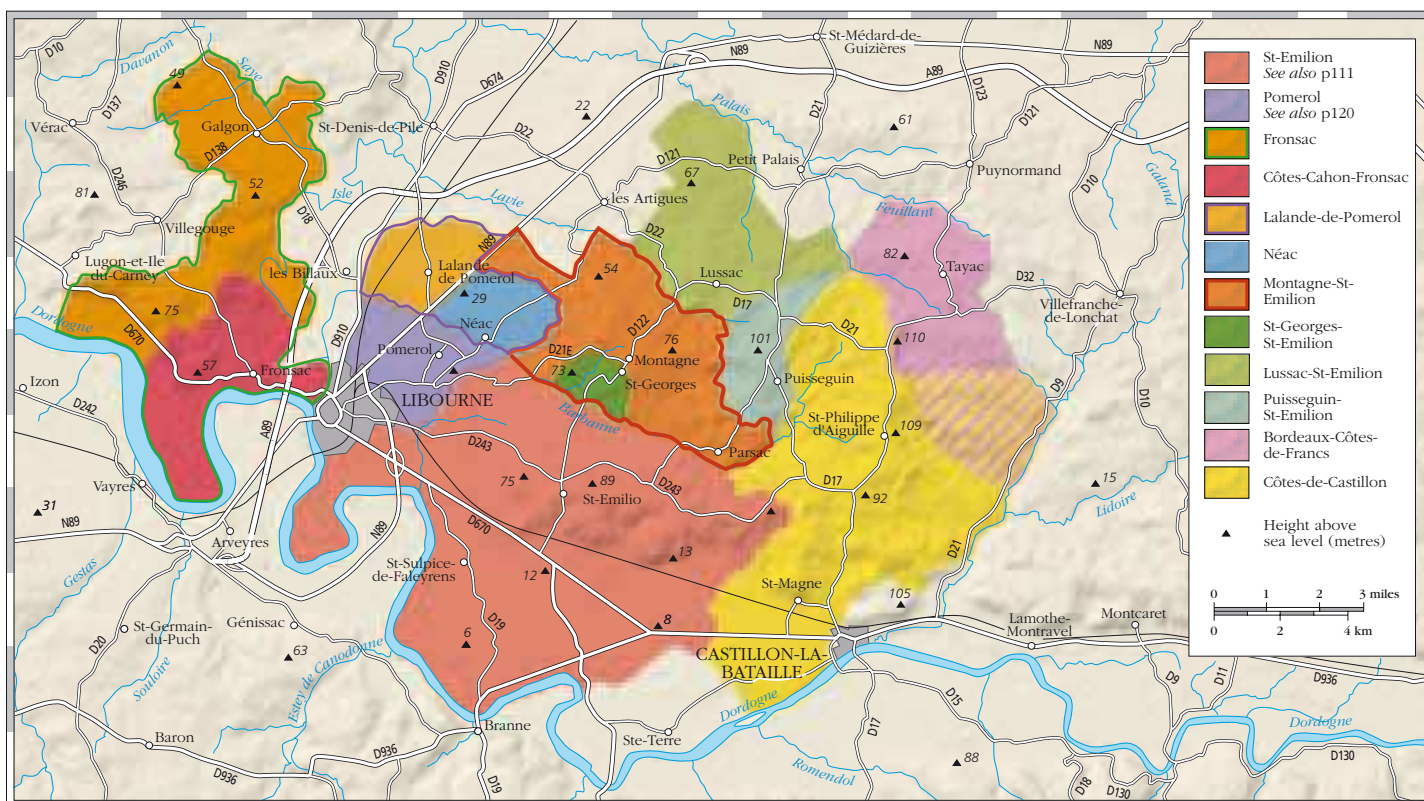 St-Médard-de-
Guizières
N89
N89
D10
Davanon
Saye
D910
D674
A89
49
D137
D21
D123
D121
Palais
22
61
Vérac
Galgon
St-Denis-de-Pile
D22
D138
D121
Petit Palais
Puynormand
D10
Galand
D246
81
52
67
Isle
Lavie
les Artigues
Feuillant
Villegouge
D18
N89
D22
82
Lugon-et-Ile
du-Carney
les Billaux
Lalande
de Pomerol
54
Lussac
Tayac
D32
29
D17
Villefranche-
de-Lonchat
Dordogne
75
D670
D910
Néac
D122
D21
110
Pomerol
D21E
76
101
57
Fronsac
Montagne
73
St-Georges
Puisseguin
Izon
D242
LIBOURNE
Barbanne
St-Philippe
d'Aiguille
109
D9
D10
A89
D243
Parsac
Vayres
75
89
D243
D17
92
15
31
St-Emilio
Lidoire
N89
D670
Arveyres
N89
D21
Gestas
St-Sulpice-
de-Faleyrens
12
13
St-Magne
105
St-Germain-
du-Puch
Génissac
D19
8
Lamothe-
Montravel
Montcaret
D20
6
CASTILLON-LA-
BATAILLE
63
Souloire
Estey de Canodonne
D15
D9
D11
D936
Dordogne
Dordogne
Branne
D17
Baron
D936
Ste-Terre
D130
D936
88
D19
Romendol
D18
D130
St-Emilion
See also p111
Pomerol
See also p120
Fronsac
Côtes-Cahon-Fronsac
Lalande-de-Pomerol
Néac
Montagne-St-
Emilion
St-Georges-
St-Emilion
Lussac-St-Emilion
Puisseguin-
St-Emilion
Bordeaux-Côtes-
de-Francs
Côtes-de-Castillon
Height above
sea level (metres)
0 1 2 3 miles
0 2 4 km